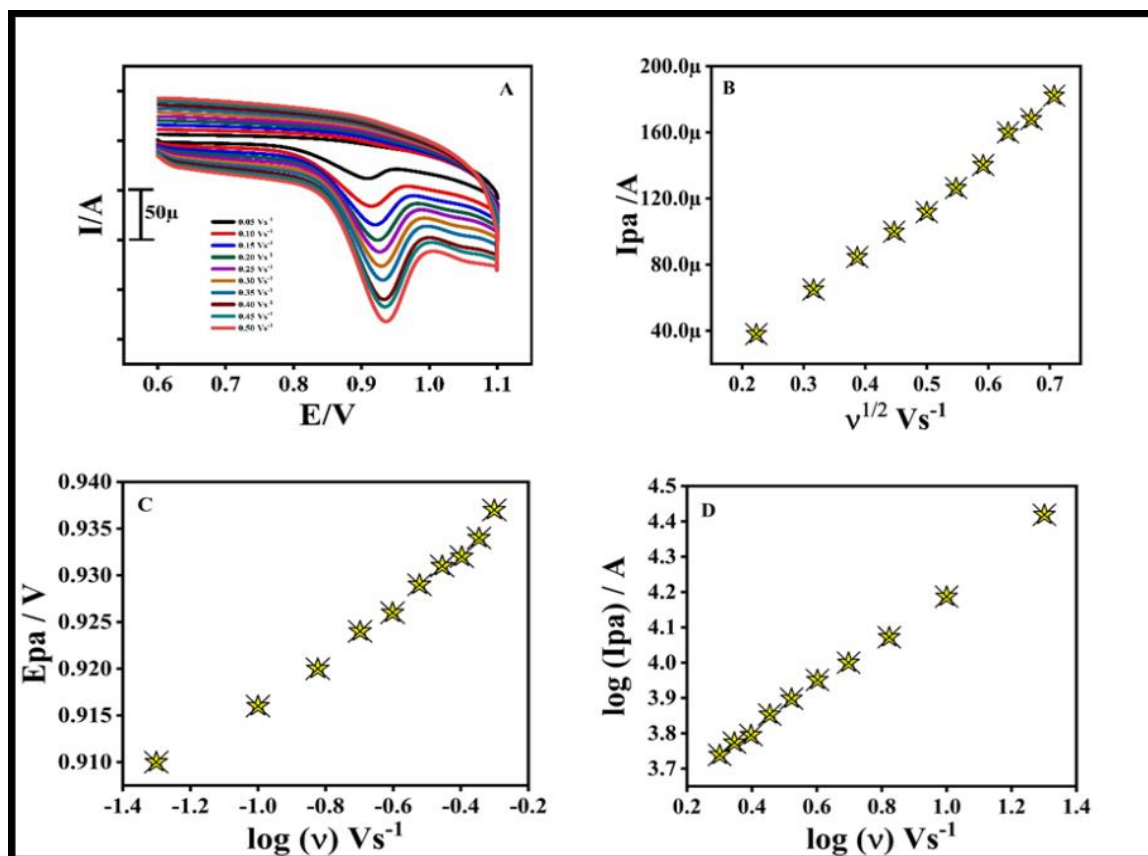 A
I/A
50µ
0.05 Vs⁻¹
0.10 Vs⁻¹
0.15 Vs⁻¹
0.20 Vs⁻¹
0.25 Vs⁻¹
0.30 Vs⁻¹
0.35 Vs⁻¹
0.40 Vs⁻¹
0.45 Vs⁻¹
0.50 Vs⁻¹
0.6 0.7 0.8 0.9 1.0 1.1
E/V
B
Ipa /A
200.0µ
160.0µ
120.0µ
80.0µ
40.0µ
0.2 0.3 0.4 0.5 0.6 0.7
ν¹/² Vs⁻¹
C
Epa / V
0.940
0.935
0.930
0.925
0.920
0.915
0.910
-1.4 -1.2 -1.0 -0.8 -0.6 -0.4 -0.2
log (ν) Vs⁻¹
D
log (Ipa) / A
4.5
4.4
4.3
4.2
4.1
4.0
3.9
3.8
3.7
0.2 0.4 0.6 0.8 1.0 1.2 1.4
log (ν) Vs⁻¹